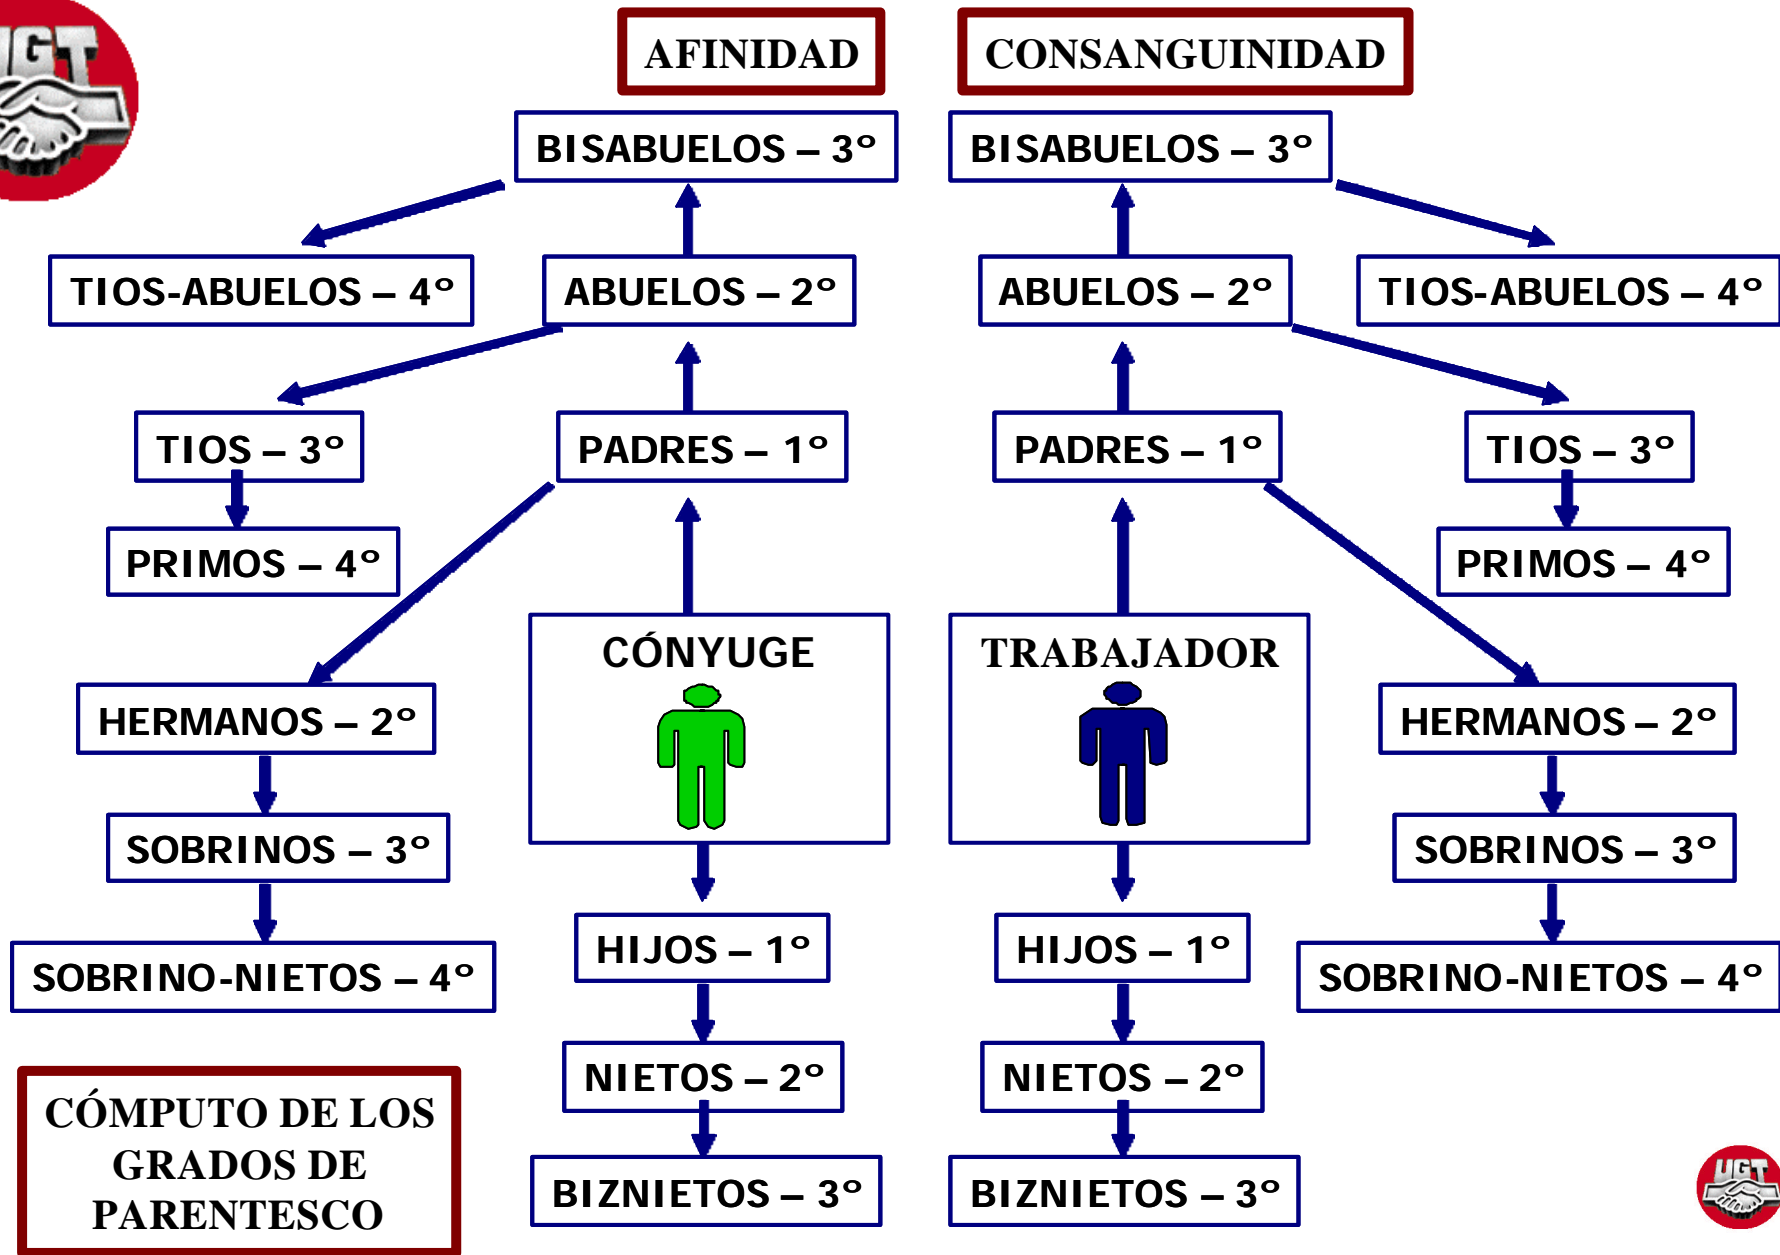 UGT
AFINIDAD
CONSANGUINIDAD
BISABUELOS – 3º
BISABUELOS – 3º
TIOS-ABUELOS – 4º
ABUELOS – 2º
ABUELOS – 2º
TIOS-ABUELOS – 4º
TIOS – 3º
PADRES – 1º
PADRES – 1º
TIOS – 3º
PRIMOS – 4º
PRIMOS – 4º
CÓNYUGE
TRABAJADOR
HERMANOS – 2º
HERMANOS – 2º
SOBRINOS – 3º
SOBRINOS – 3º
HIJOS – 1º
HIJOS – 1º
SOBRINO-NIETOS – 4º
SOBRINO-NIETOS – 4º
NIETOS – 2º
NIETOS – 2º
CÓMPUTO DE LOS
GRADOS DE
PARENTESCO
BIZNIETOS – 3º
BIZNIETOS – 3º
UGT